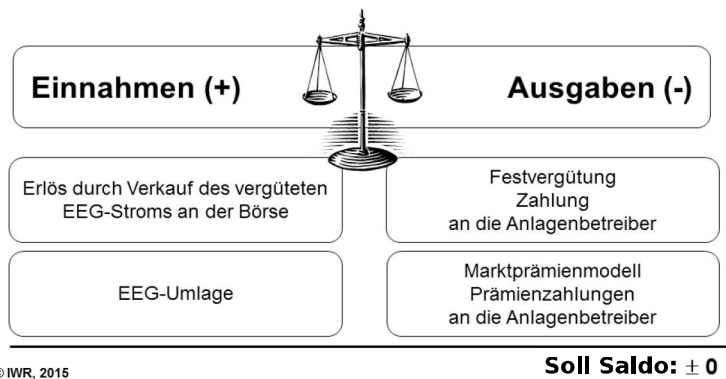 Einnahmen (+)
Ausgaben (-)
Erlös durch Verkauf des vergüteten
EEG-Stroms an der Börse
Festvergütung
Zahlung
an die Anlagenbetreiber
EEG-Umlage
Marktprämienmodell
Prämienzahlungen
an die Anlagenbetreiber
© IWR, 2015
Soll Saldo: ± 0